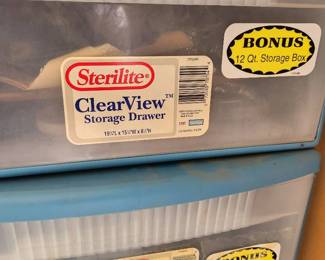 BONUS
12 Qt. Storage Box
Sterilite®
ClearView™
Storage Drawer
BONUS